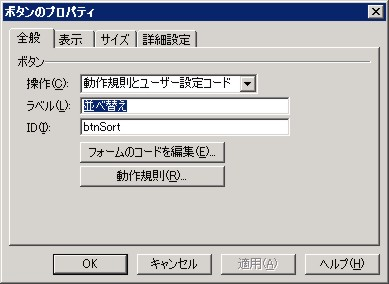 ボタンのプロパティ
全般 表示 サイズ 詳細設定
ボタン
操作(C): 動作規則とユーザー設定コード
ラベル(L): 並べ替え
ID(I): btnSort
フォームのコードを編集(E)...
動作規則(R)...
OK キャンセル 適用(A) ヘルプ(H)